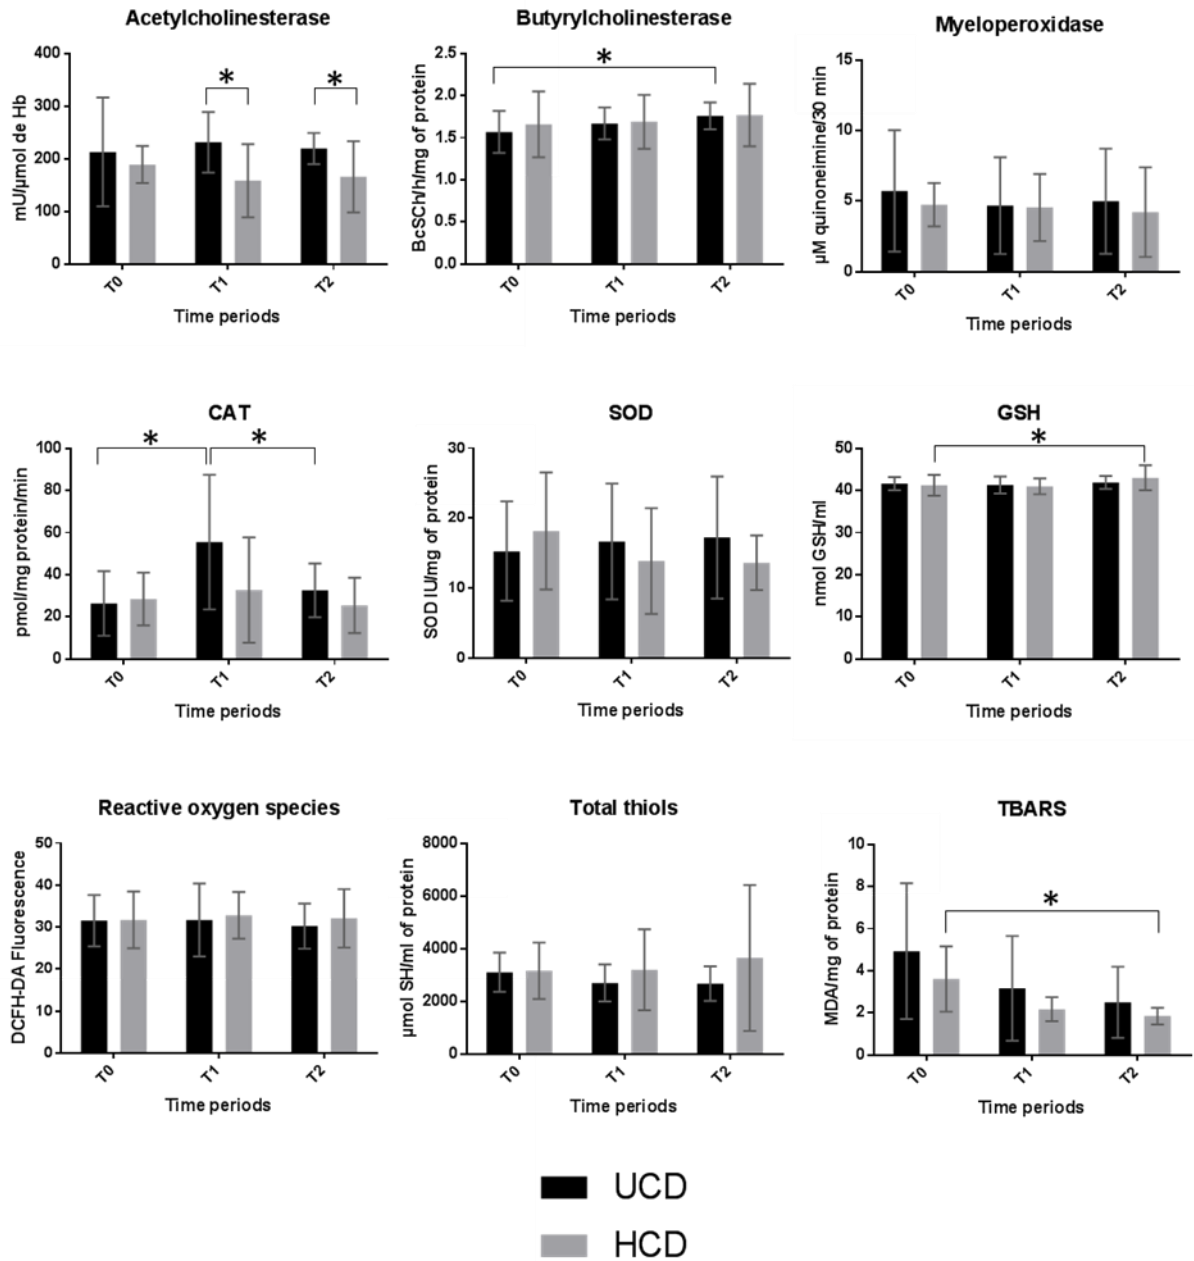 Acetylcholinesterase
mU/µmol de Hb
400
300
200
100
0
*
*
T0
T1
T2
Time periods
Butyrylcholinesterase
BcSCh/h/mg of protein
2.5
2.0
1.5
1.0
0.5
0.0
*
T0
T1
T2
Time periods
Myeloperoxidase
µM quinoneimine/30 min
15
10
5
0
T0
T1
T2
Time periods
CAT
pmol/mg protein/min
100
80
60
40
20
0
*
*
T0
T1
T2
Time periods
SOD
SOD IU/mg of protein
30
20
10
0
T0
T1
T2
Time periods
GSH
nmol GSH/ml
50
40
30
20
10
0
*
T0
T1
T2
Time periods
Reactive oxygen species
DCFH-DA Fluorescence
50
40
30
20
10
0
T0
T1
T2
Time periods
Total thiols
µmol SH/ml of protein
8000
6000
4000
2000
0
T0
T1
T2
Time periods
TBARS
MDA/mg of protein
10
8
6
4
2
0
*
T0
T1
T2
Time periods
UCD
HCD